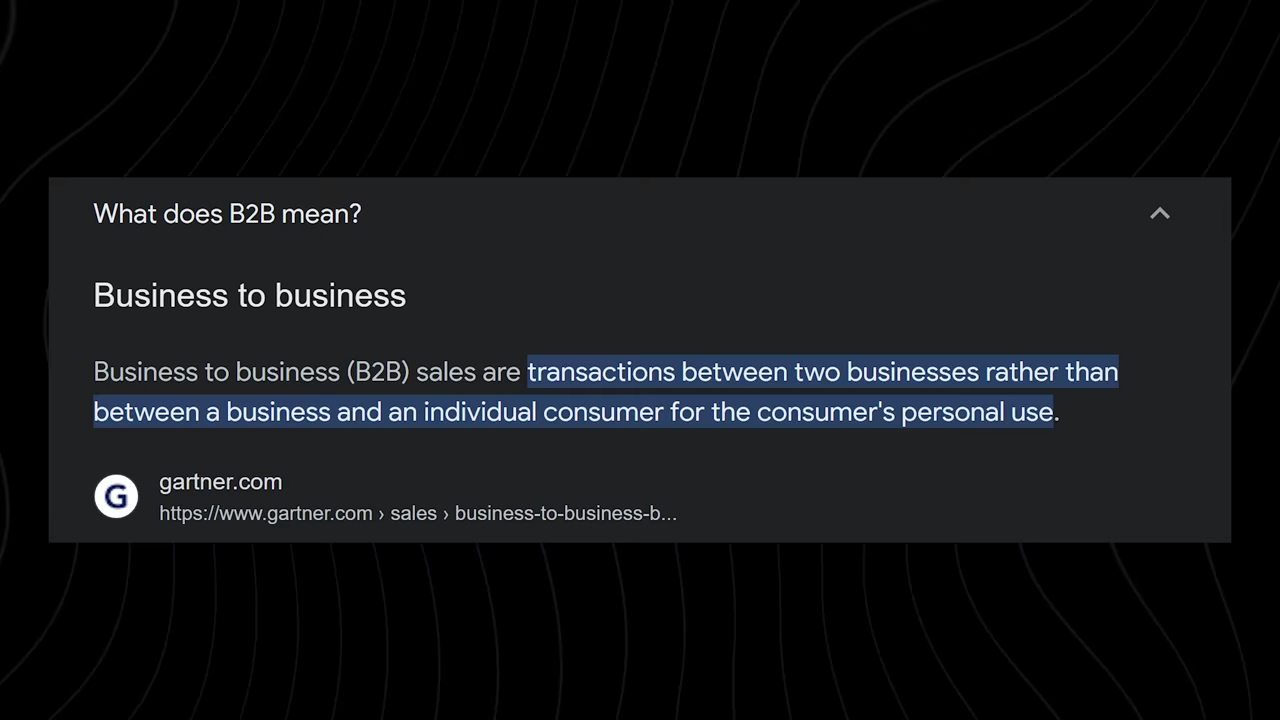 What does B2B mean?
Business to business
Business to business (B2B) sales are transactions between two businesses rather than
between a business and an individual consumer for the consumer's personal use.
G
gartner.com
https://www.gartner.com › sales › business-to-business-b...